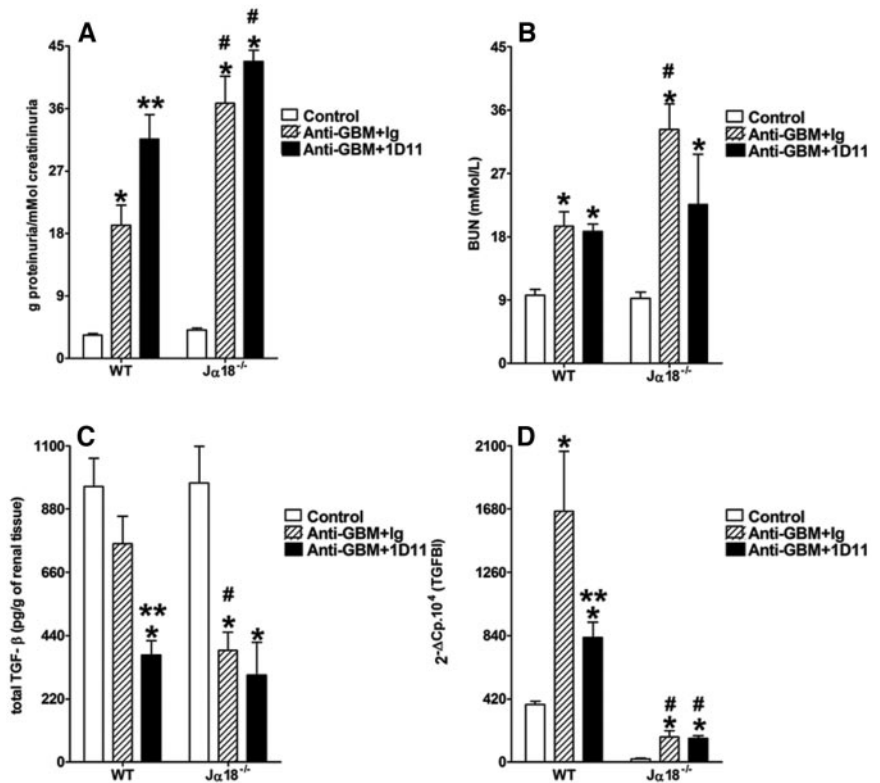 A
g proteinuria/mMol creatininuria
45
36
27
18
9
0
*
**
#
*
#
*
WT
Jα18-/-
Control
Anti-GBM+Ig
Anti-GBM+1D11
B
BUN (mMol/L)
45
36
27
18
9
0
*
*
#
*
*
WT
Jα18-/-
Control
Anti-GBM+Ig
Anti-GBM+1D11
C
total TGF- β (pg/g of renal tissue)
1100
880
660
440
220
0
**
*
#
*
*
WT
Jα18-/-
Control
Anti-GBM+Ig
Anti-GBM+1D11
D
2-ΔCp.10⁴ (TGFBI)
2100
1680
1260
840
420
0
*
**
*
#
*
#
*
WT
Jα18-/-
Control
Anti-GBM+Ig
Anti-GBM+1D11